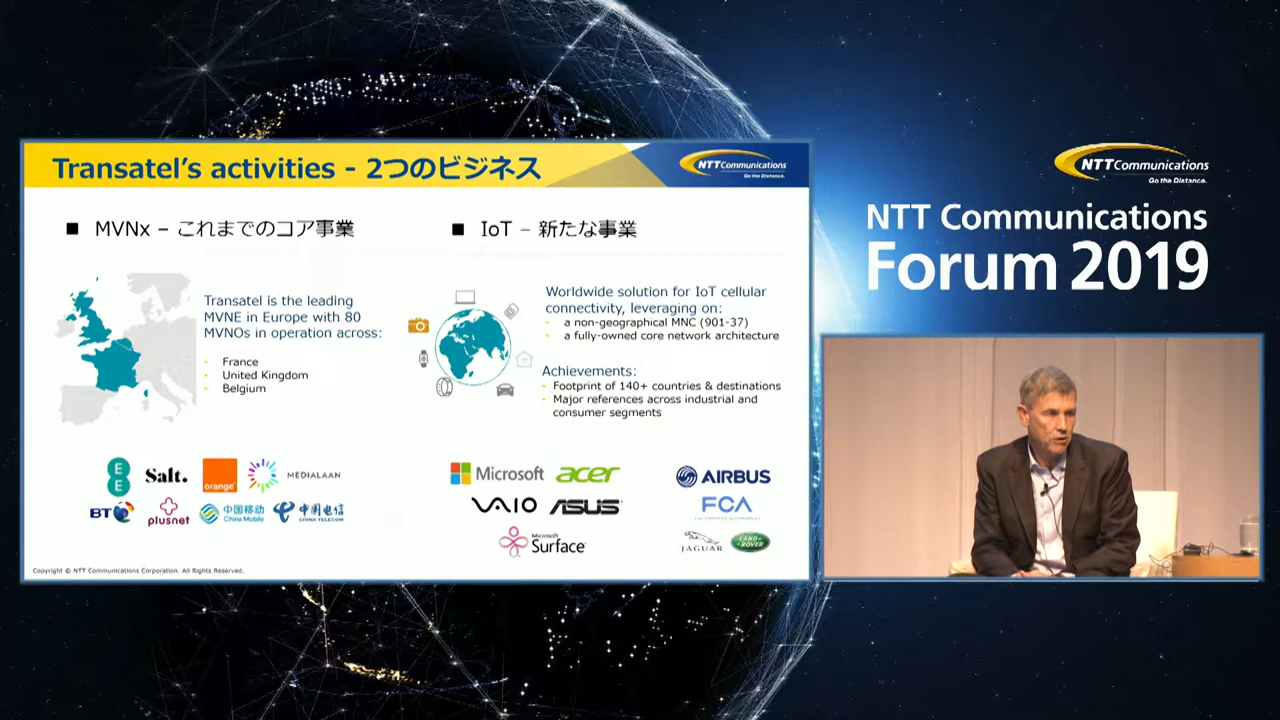 Transatel's activities - 2つのビジネス
NTT Communications
Go the Distance.
■ MVNx – これまでのコア事業
Transatel is the leading
MVNE in Europe with 80
MVNOs in operation across:
France
United Kingdom
Belgium
EE
Salt.
orange
MEDIALAAN
BT
plusnet
中国移动
China Mobile
中国电信
CHINA TELECOM
■ IoT – 新たな事業
Worldwide solution for IoT cellular
connectivity, leveraging on:
a non-geographical MNC (901-37)
a fully-owned core network architecture
Achievements:
Footprint of 140+ countries & destinations
Major references across industrial and
consumer segments
Microsoft
acer
VAIO
ASUS
Microsoft
Surface
AIRBUS
FCA
JAGUAR
LAND ROVER
Copyright © NTT Communications Corporation. All Rights Reserved.
NTT Communications
Go the Distance.
NTT Communications
Forum 2019